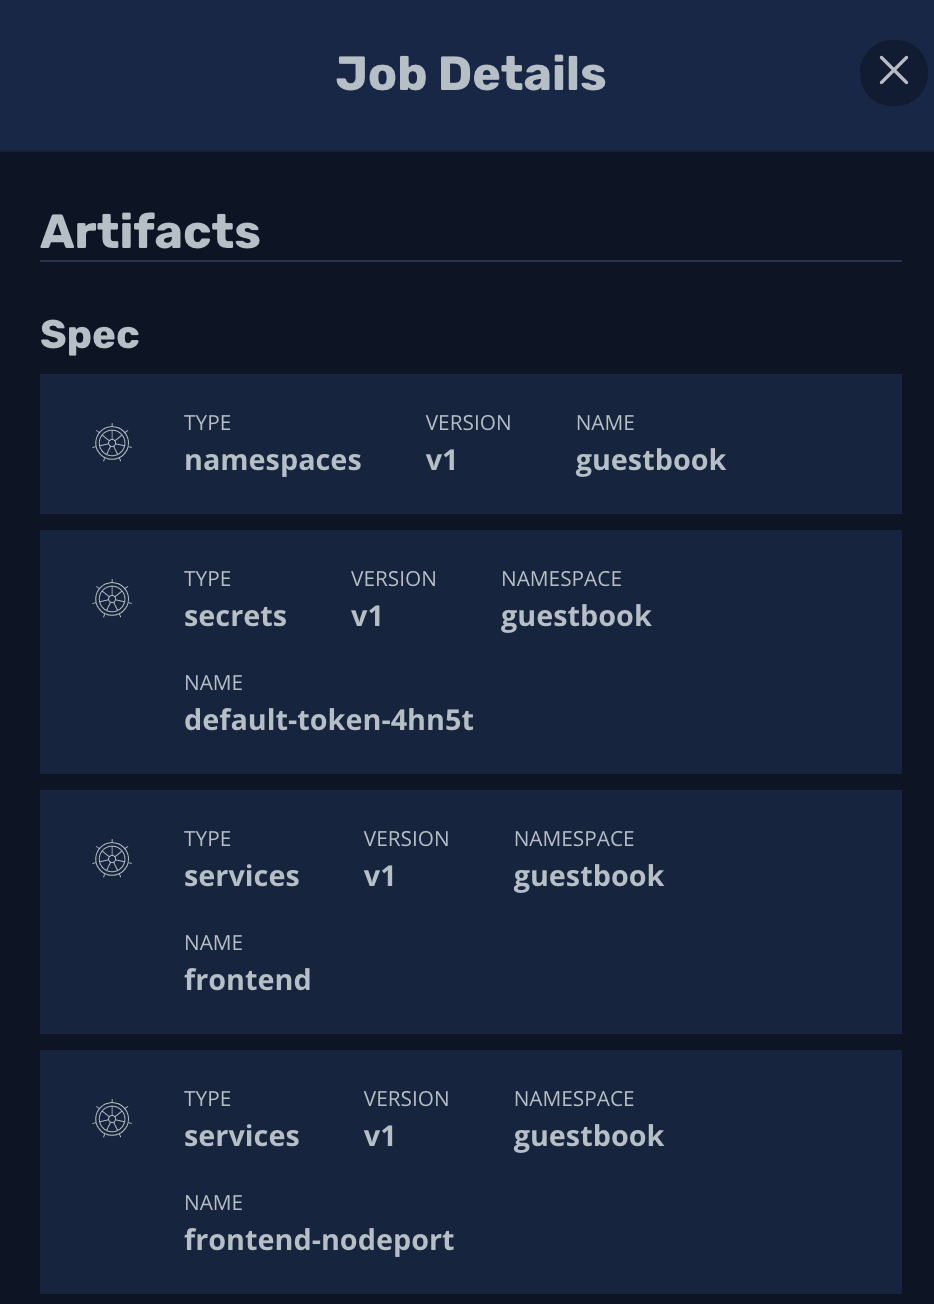 Job Details
Artifacts
Spec
TYPE VERSION NAME
namespaces v1 guestbook
TYPE VERSION NAMESPACE
secrets v1 guestbook
NAME
default-token-4hn5t
TYPE VERSION NAMESPACE
services v1 guestbook
NAME
frontend
TYPE VERSION NAMESPACE
services v1 guestbook
NAME
frontend-nodeport